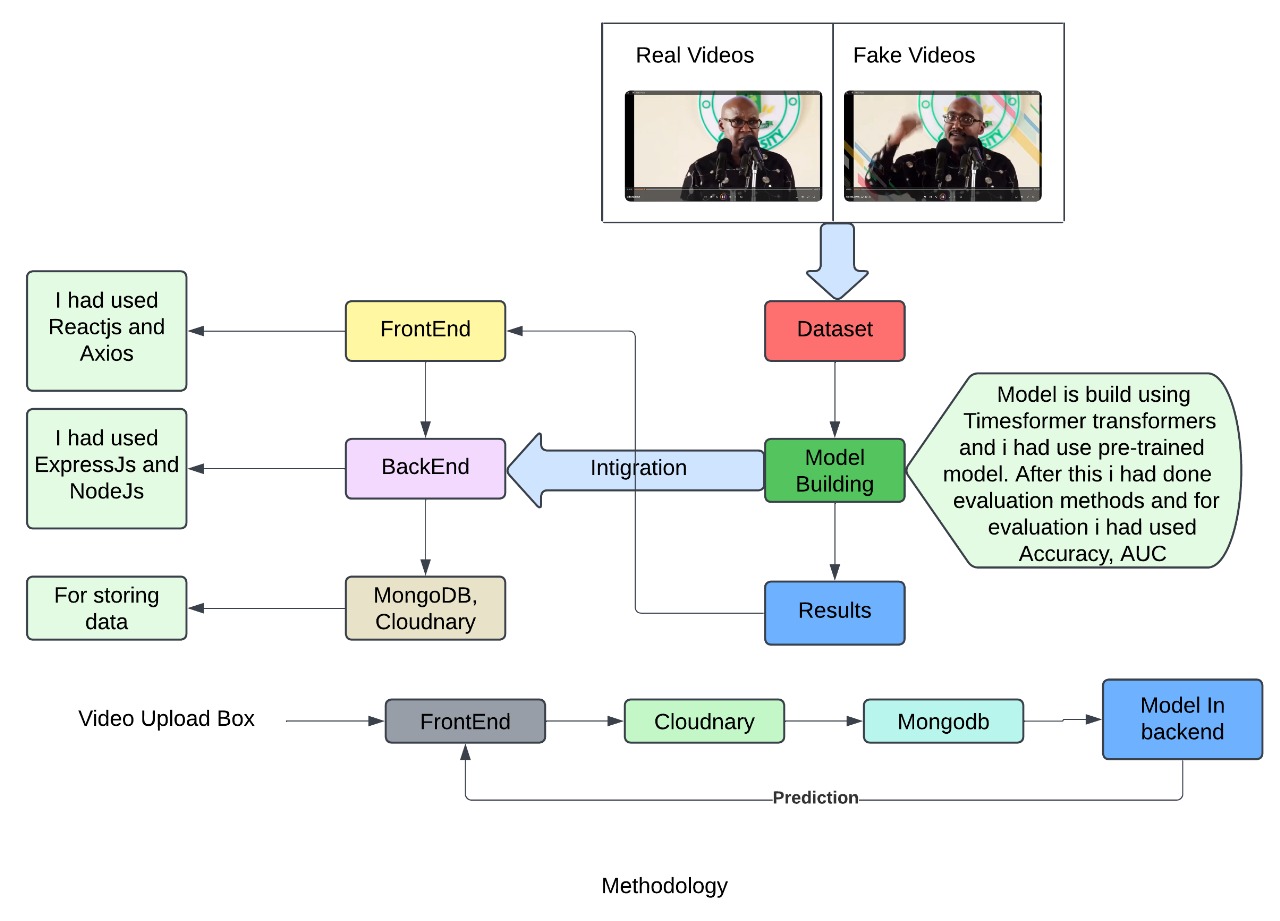 Real Videos
Fake Videos
SITY
SITY
I had used
Reactjs and
Axios
FrontEnd
Dataset
I had used
ExpressJs and
NodeJs
BackEnd
Intigration
Model
Building
Model is build using
Timesformer transformers
and i had use pre-trained
model. After this i had done
evaluation methods and for
evaluation i had used
Accuracy, AUC
For storing
data
MongoDB,
Cloudnary
Results
Video Upload Box
FrontEnd
Cloudnary
Mongodb
Model In
backend
Prediction
Methodology